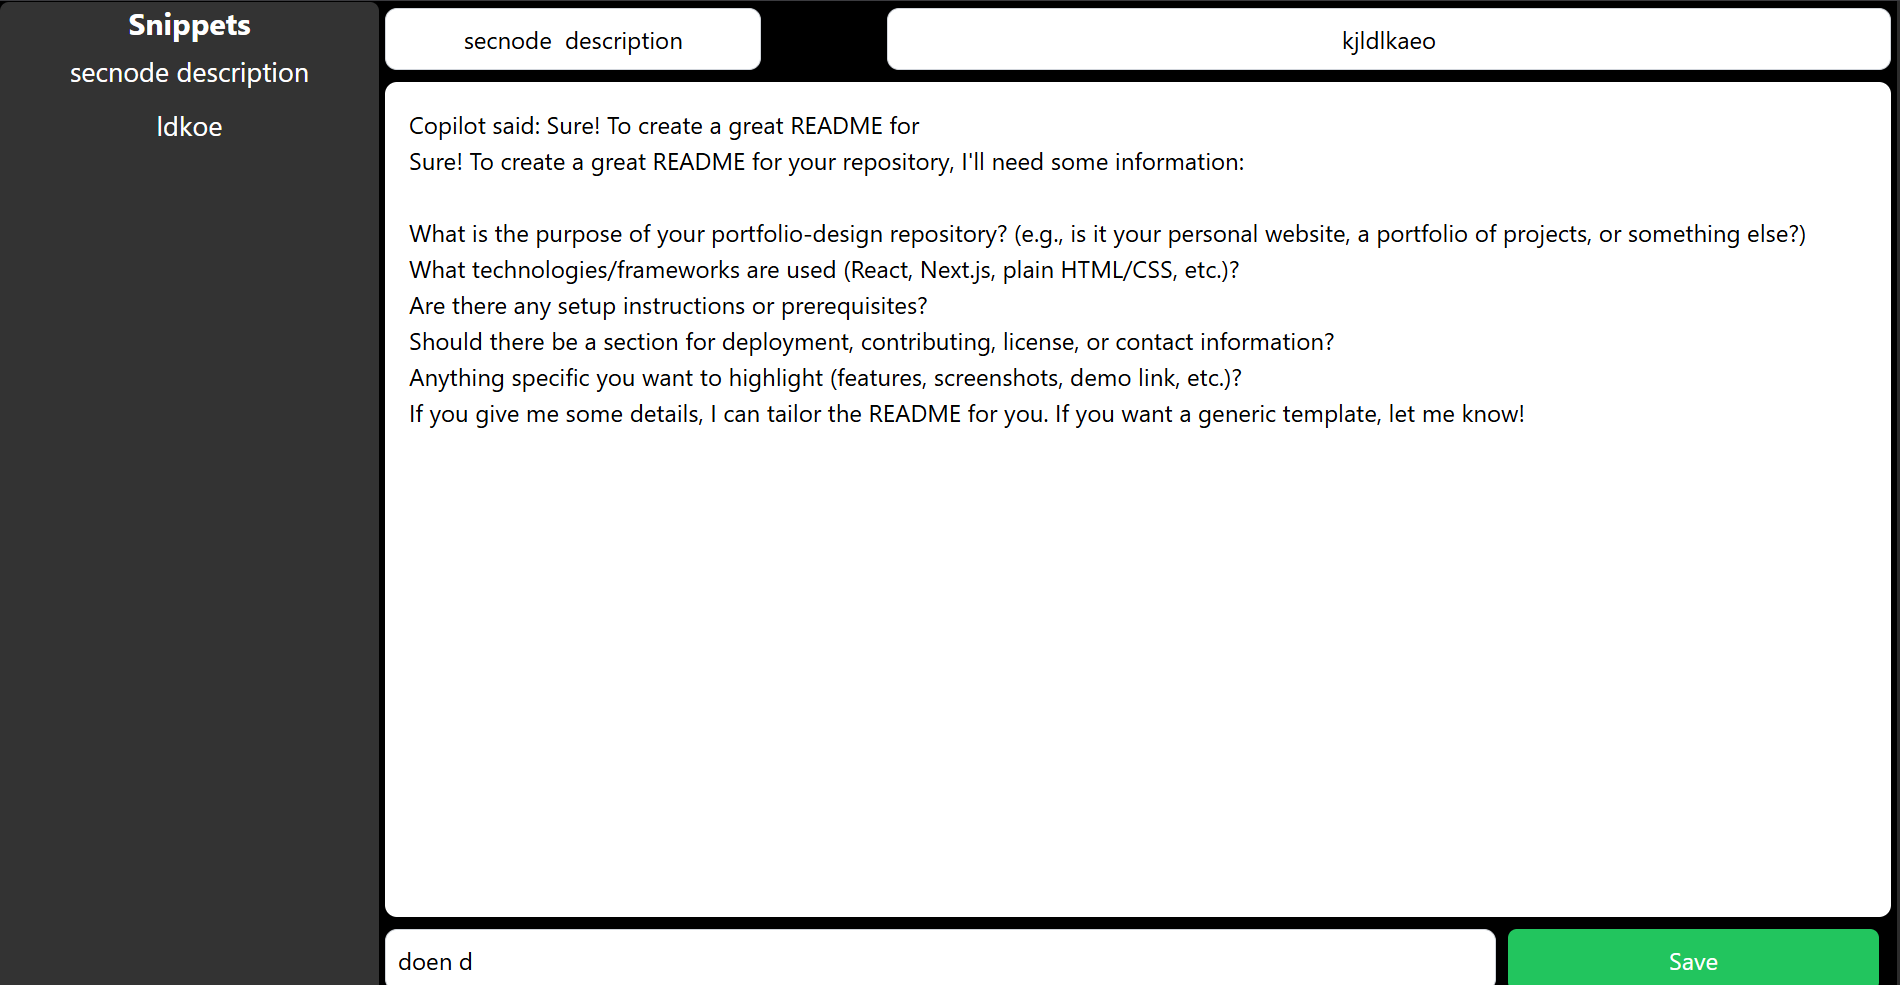 Snippets
secnode description
ldkoe
secnode  description
kjldlkaeo
Copilot said: Sure! To create a great README for
Sure! To create a great README for your repository, I'll need some information:
What is the purpose of your portfolio-design repository? (e.g., is it your personal website, a portfolio of projects, or something else?)
What technologies/frameworks are used (React, Next.js, plain HTML/CSS, etc.)?
Are there any setup instructions or prerequisites?
Should there be a section for deployment, contributing, license, or contact information?
Anything specific you want to highlight (features, screenshots, demo link, etc.)?
If you give me some details, I can tailor the README for you. If you want a generic template, let me know!
doen d
Save